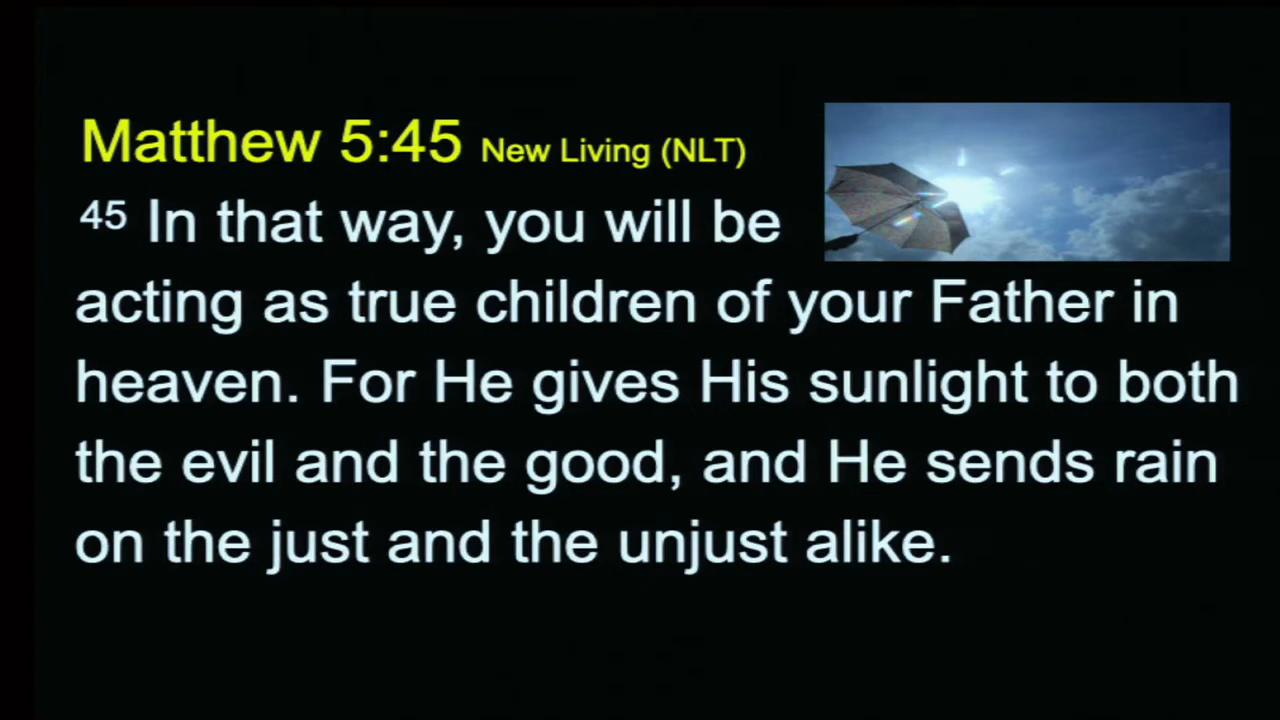 Matthew 5:45 New Living (NLT)
45 In that way, you will be
acting as true children of your Father in
heaven. For He gives His sunlight to both
the evil and the good, and He sends rain
on the just and the unjust alike.